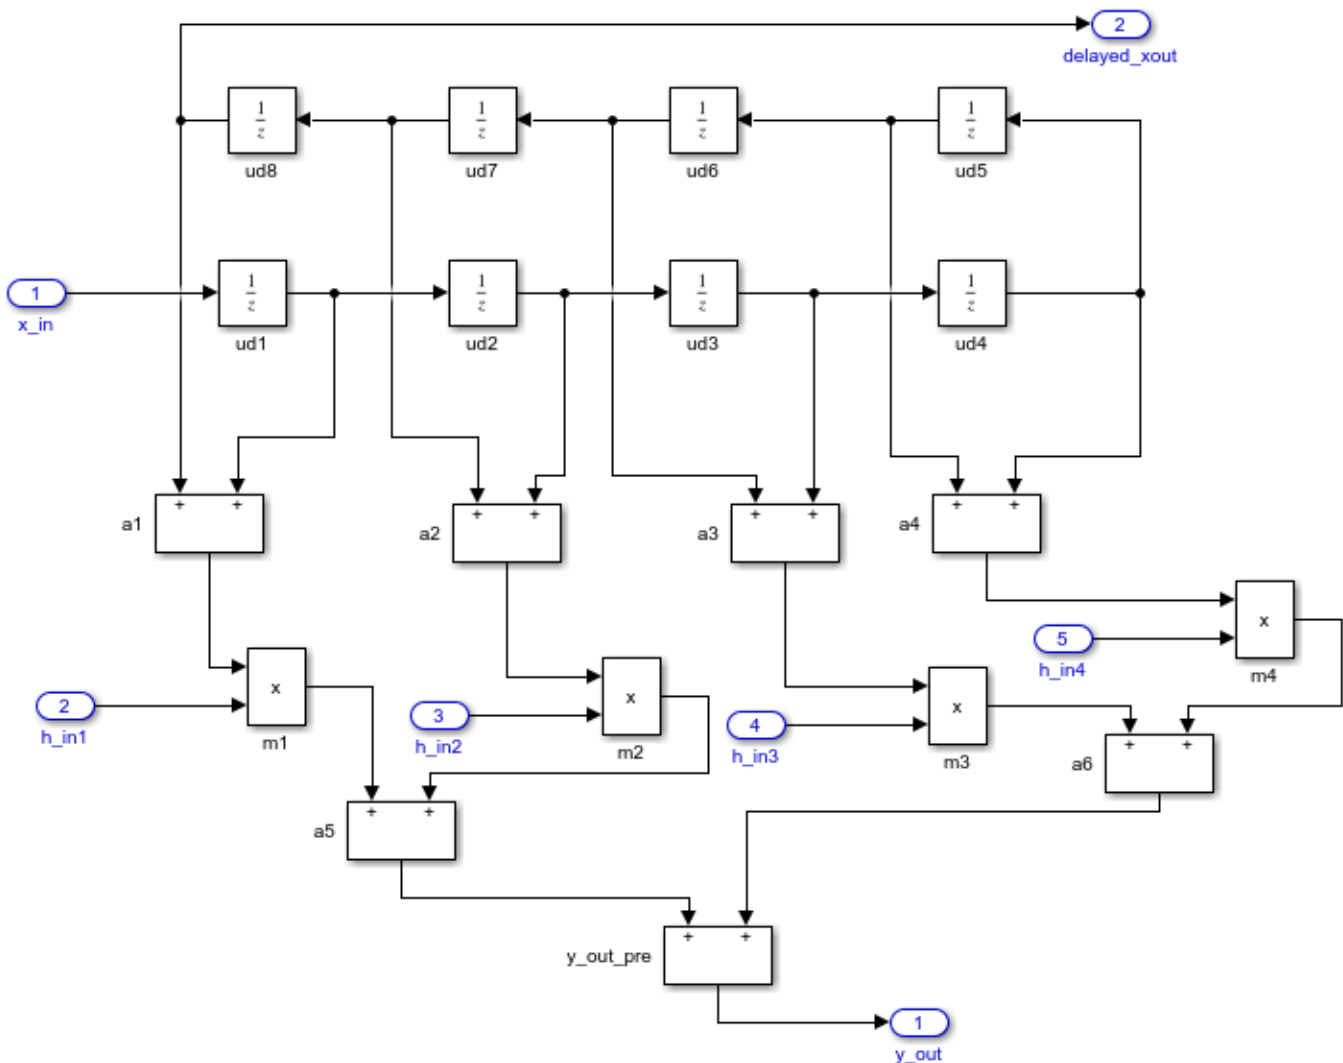 2
delayed_xout
1
z
1
z
1
z
1
z
ud8
ud7
ud6
ud5
1
x_in
1
z
1
z
1
z
1
z
ud1
ud2
ud3
ud4
+ +
a1
+ +
a2
+ +
a3
+ +
a4
x
m4
5
h_in4
x
m1
2
h_in1
x
m2
3
h_in2
x
m3
4
h_in3
+ +
a6
+ +
a5
+ +
y_out_pre
1
y_out